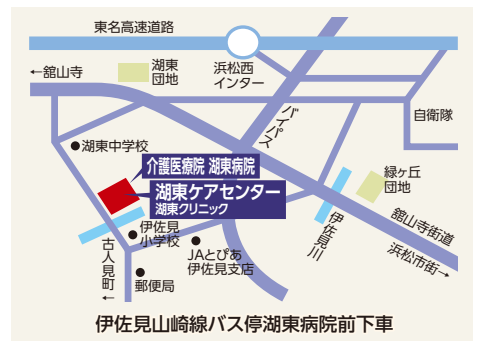 東名高速道路
←舘山寺
湖東
団地
浜松西
インター
バイパス
自衛隊
湖東中学校
介護医療院 湖東病院
湖東ケアセンター
湖東クリニック
緑ヶ丘
団地
伊佐見
小学校
古人見町
←
JAとぴあ
伊佐見支店
郵便局
伊佐見川
舘山寺街道
浜松市街→
伊佐見山崎線バス停湖東病院前下車